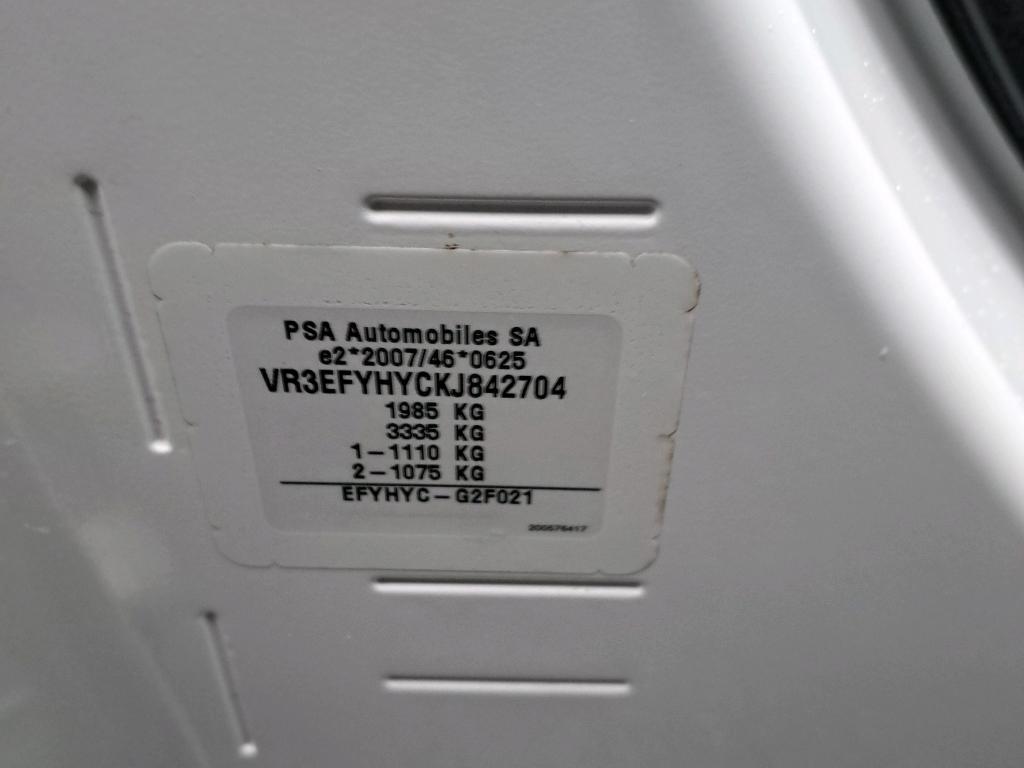 PSA Automobiles SA
e2*2007/46*0625
VR3EFYHYCKJ842704
1985 KG
3335 KG
1-1110 KG
2-1075 KG
EFYHYC-G2F021
200576417